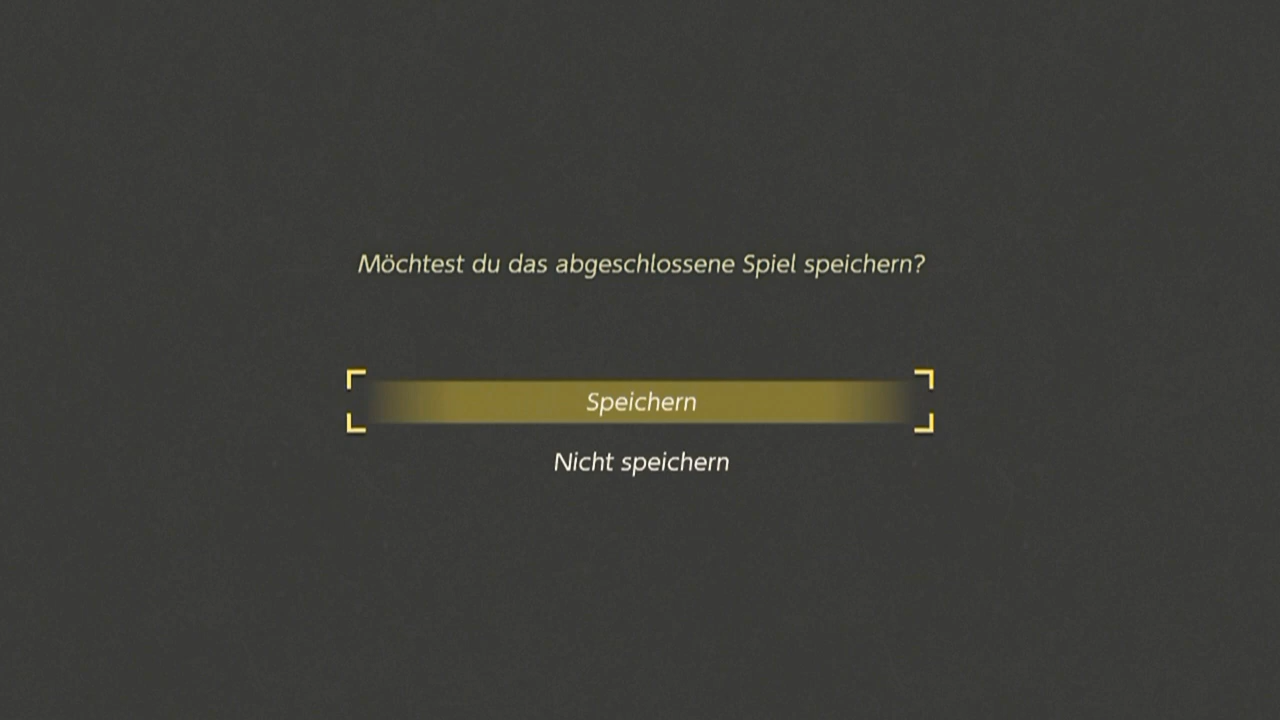 Möchtest du das abgeschlossene Spiel speichern?
Speichern
Nicht speichern